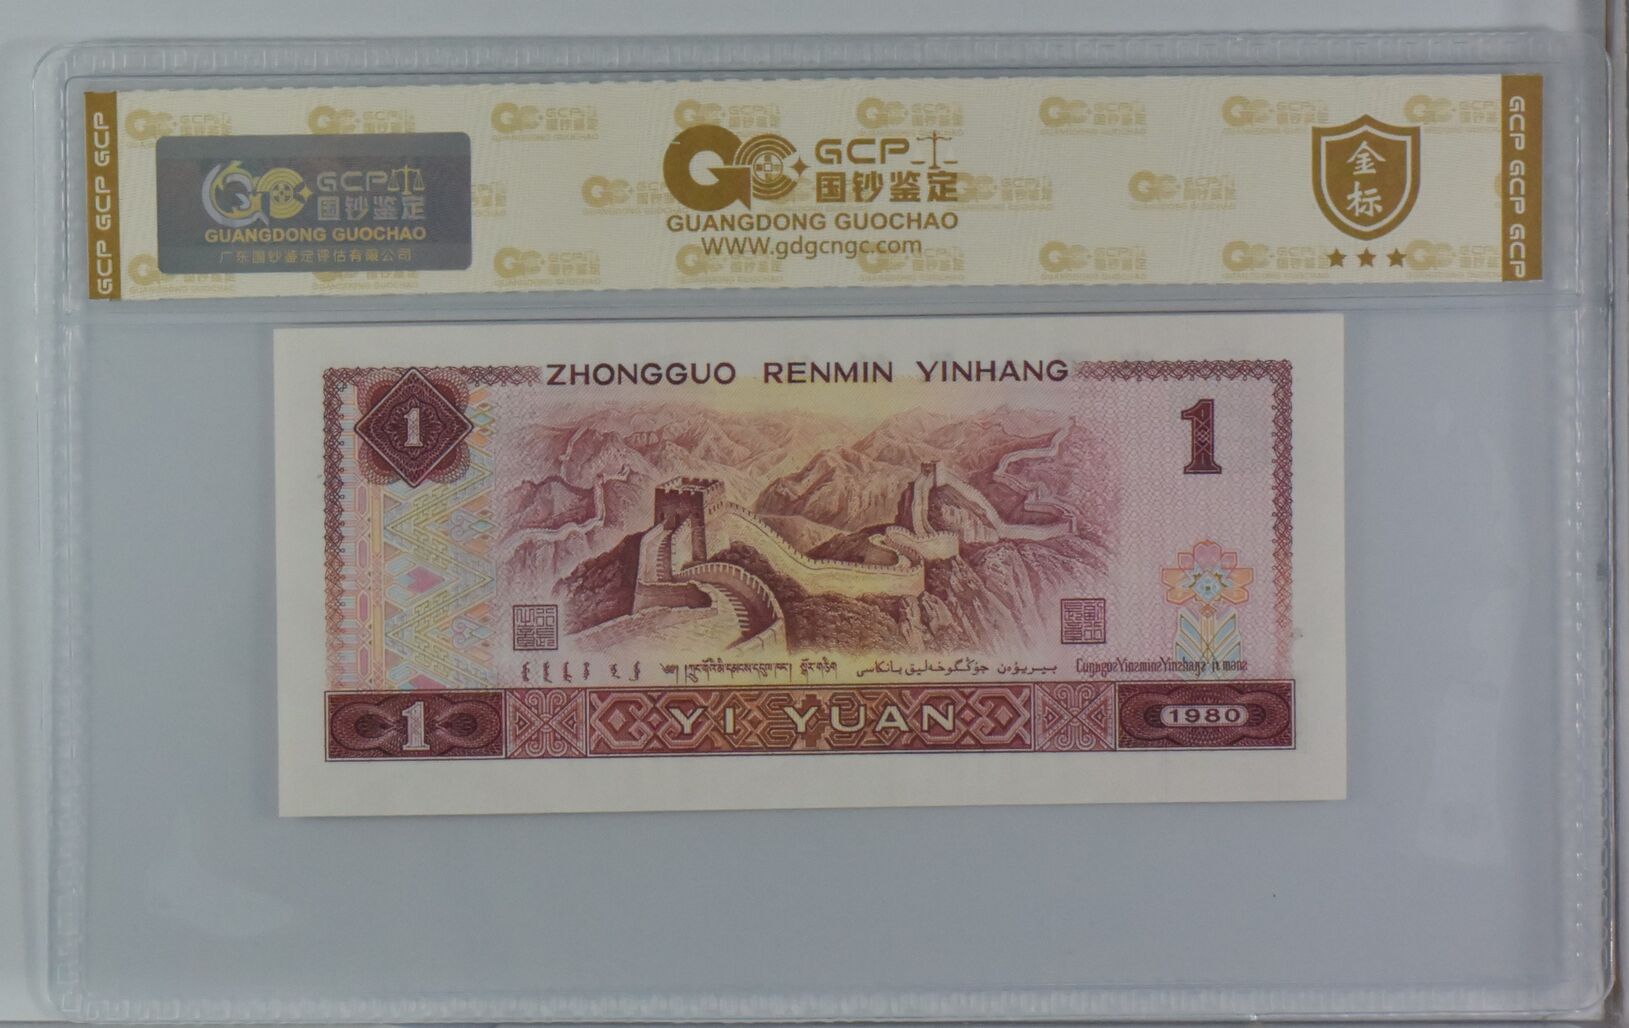 GCP GCP GCP
GCP
国钞鉴定
GUANGDONG GUOCHAO
广东国钞鉴定评估有限公司
GCP
国钞鉴定
GUANGDONG GUOCHAO
WWW.gdgcngc.com
金
标
GCP GCP GCP
ZHONGGUO RENMIN YINHANG
1
1
1
YI YUAN
1980